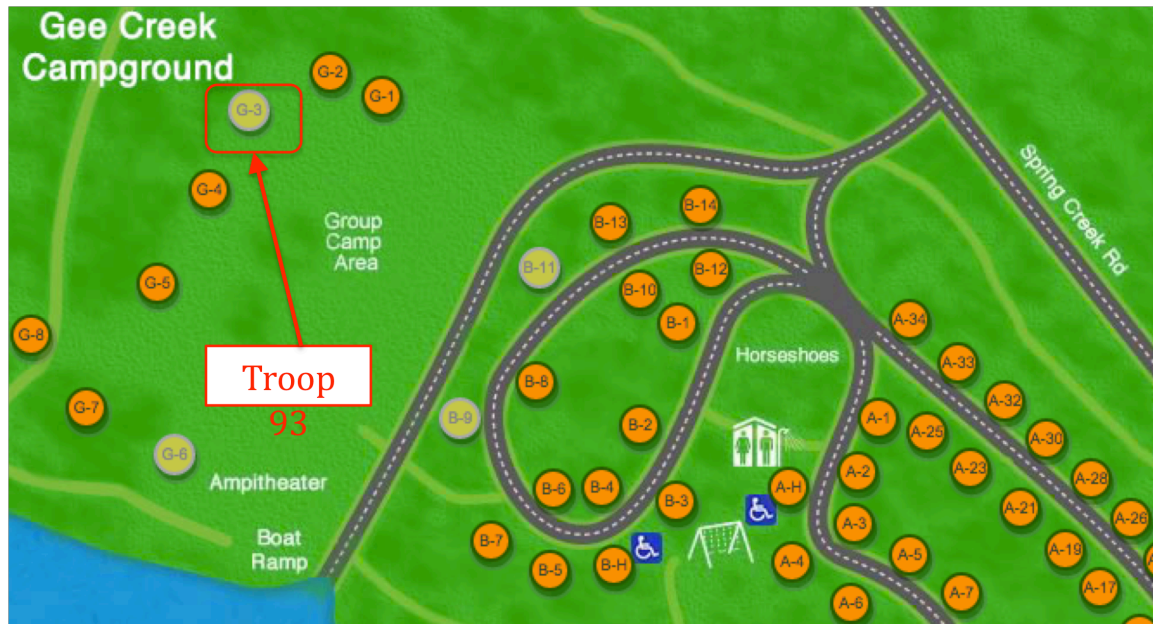 Gee Creek
Campground
G-2
G-1
G-3
G-4
G-5
G-8
G-7
G-6
Group
Camp
Area
Troop
93
Ampitheater
Boat
Ramp
Spring Creek Rd
B-14
B-13
B-11
B-12
B-10
B-1
B-8
B-9
B-2
B-6
B-4
B-3
B-7
B-5
B-H
Horseshoes
A-34
A-33
A-32
A-30
A-28
A-26
A-1
A-25
A-23
A-21
A-19
A-17
A-2
A-H
A-3
A-5
A-4
A-7
A-6